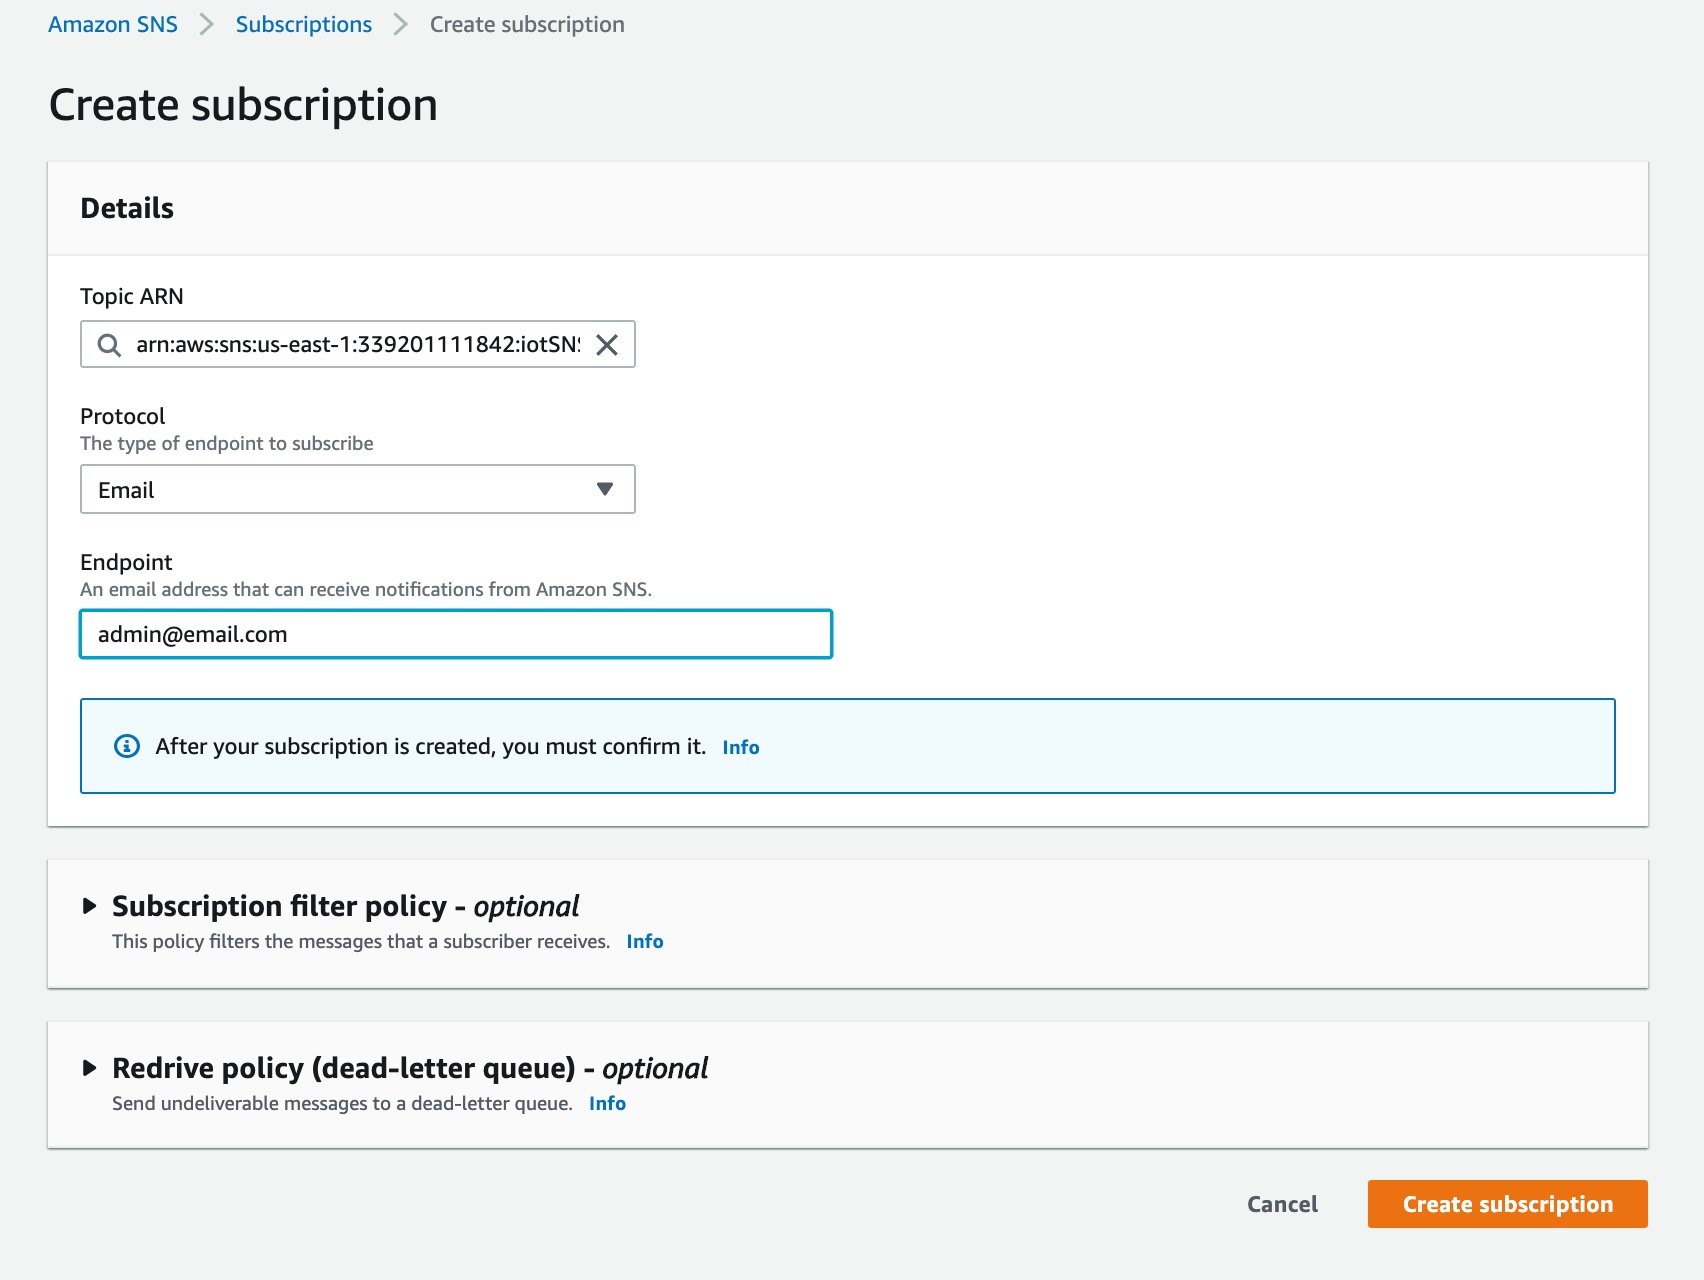 Amazon SNS > Subscriptions > Create subscription
Create subscription
Details
Topic ARN
arn:aws:sns:us-east-1:339201111842:iotSN
Protocol
The type of endpoint to subscribe
Email
Endpoint
An email address that can receive notifications from Amazon SNS.
admin@email.com
After your subscription is created, you must confirm it. Info
Subscription filter policy - optional
This policy filters the messages that a subscriber receives. Info
Redrive policy (dead-letter queue) - optional
Send undeliverable messages to a dead-letter queue. Info
Cancel Create subscription